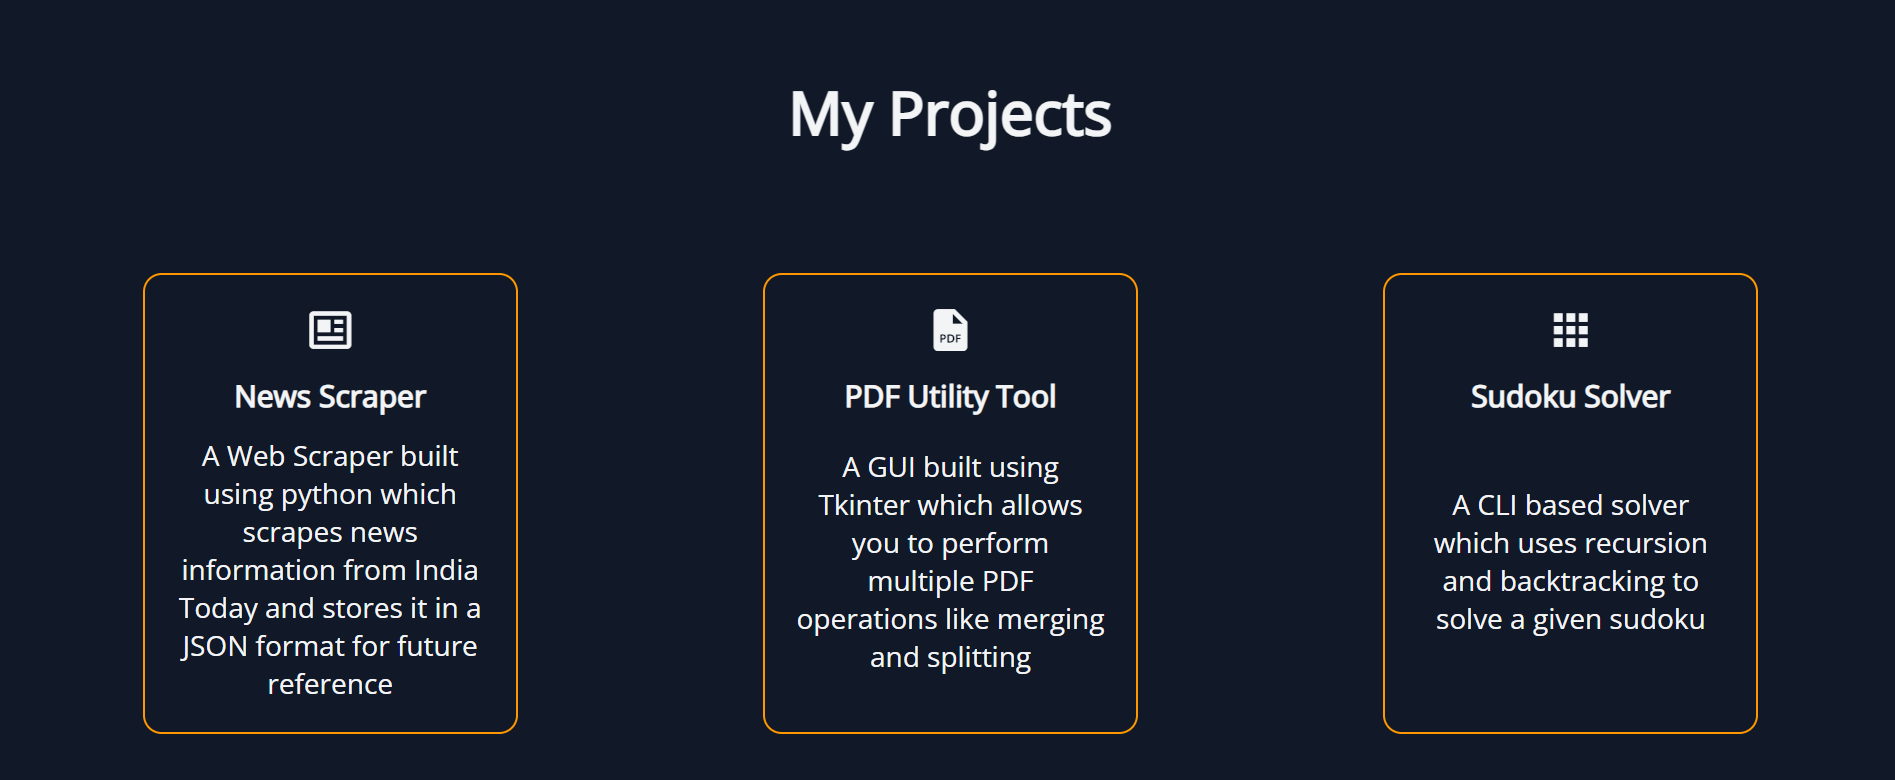 My Projects
News Scraper
A Web Scraper built
using python which
scrapes news
information from India
Today and stores it in a
JSON format for future
reference
PDF
PDF Utility Tool
A GUI built using
Tkinter which allows
you to perform
multiple PDF
operations like merging
and splitting
Sudoku Solver
A CLI based solver
which uses recursion
and backtracking to
solve a given sudoku